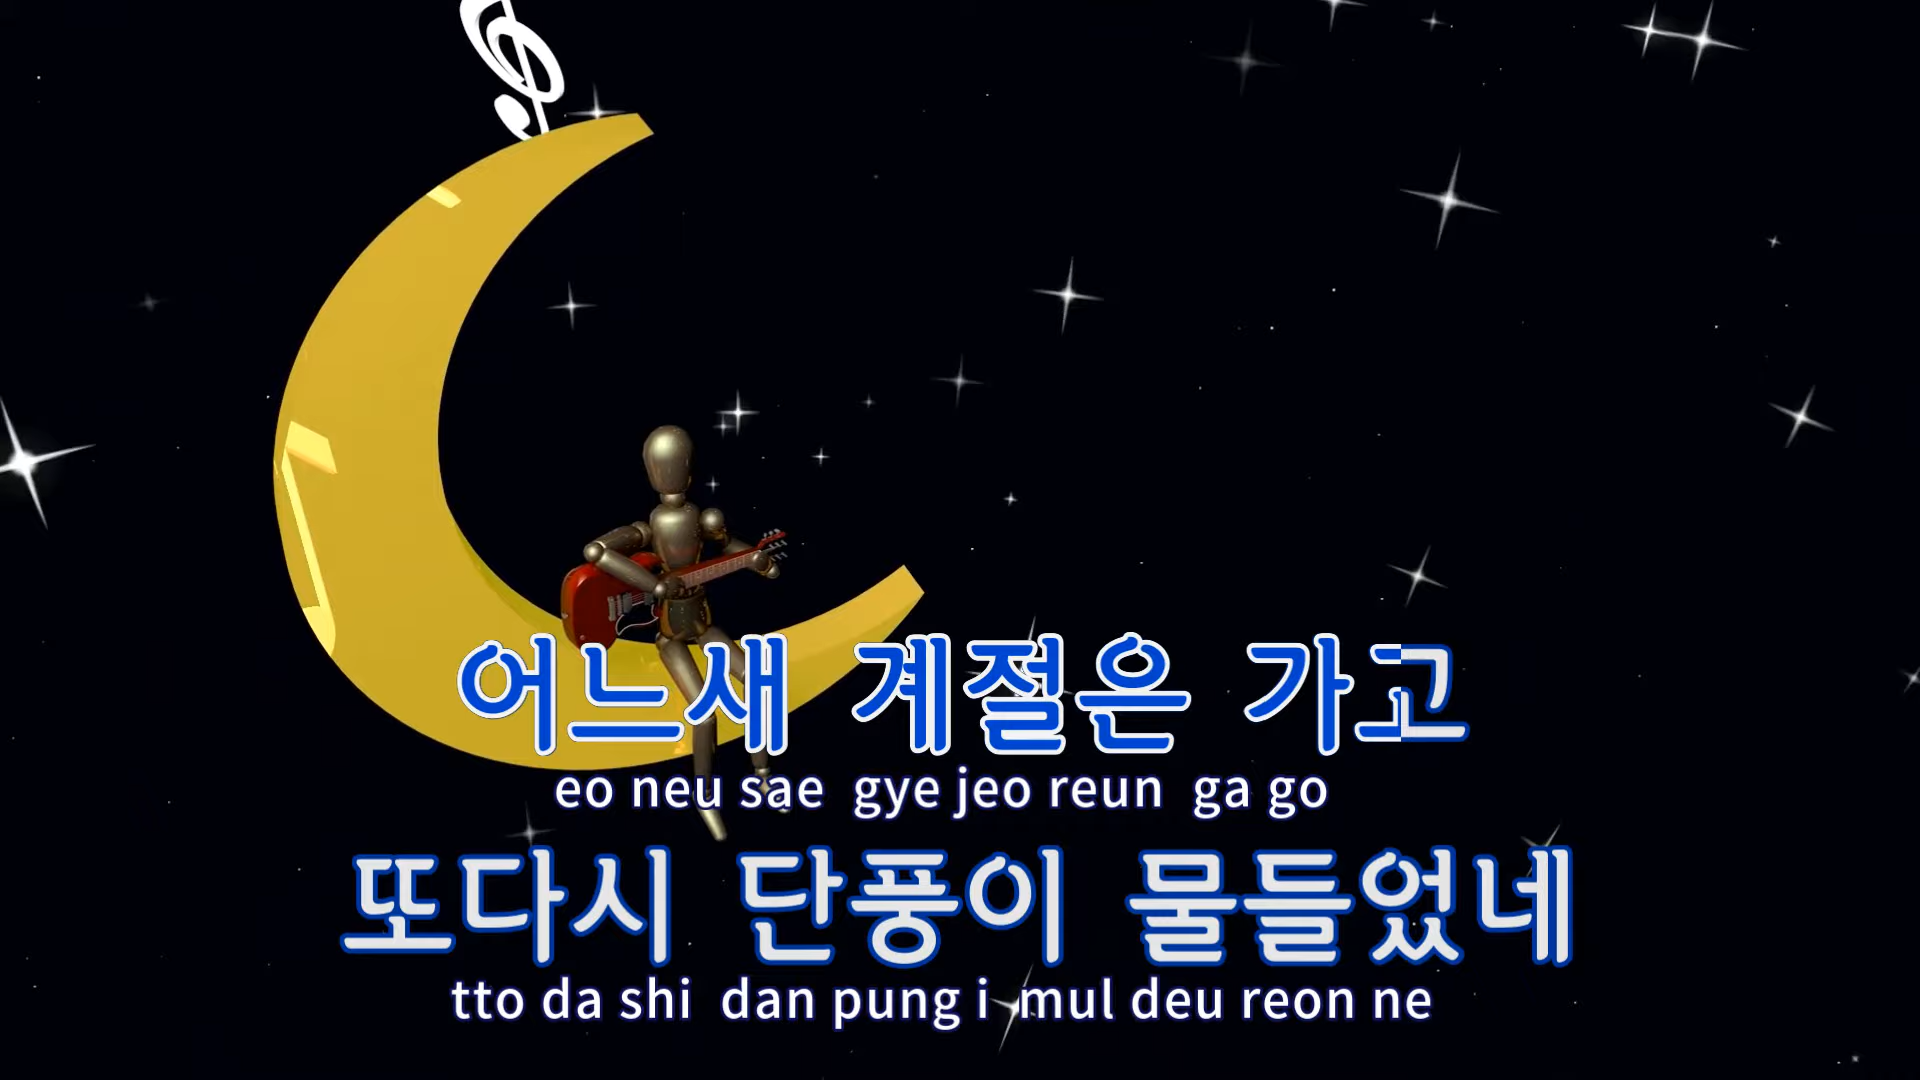 어느새 계절은 가고
eo neu sae gye jeo reun ga go
또다시 단풍이 물들었네
tto da shi dan pung i mul deu reon ne